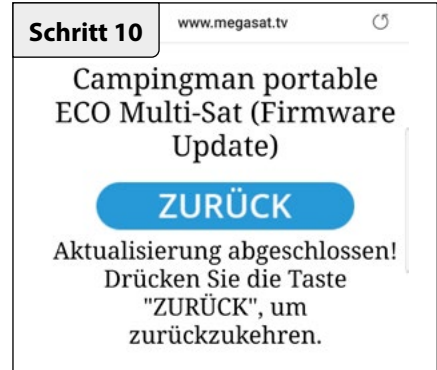 Schritt 10
www.megasat.tv
Campingman portable
ECO Multi-Sat (Firmware
Update)
ZURÜCK
Aktualisierung abgeschlossen!
Drücken Sie die Taste
"ZURÜCK", um
zurückzukehren.